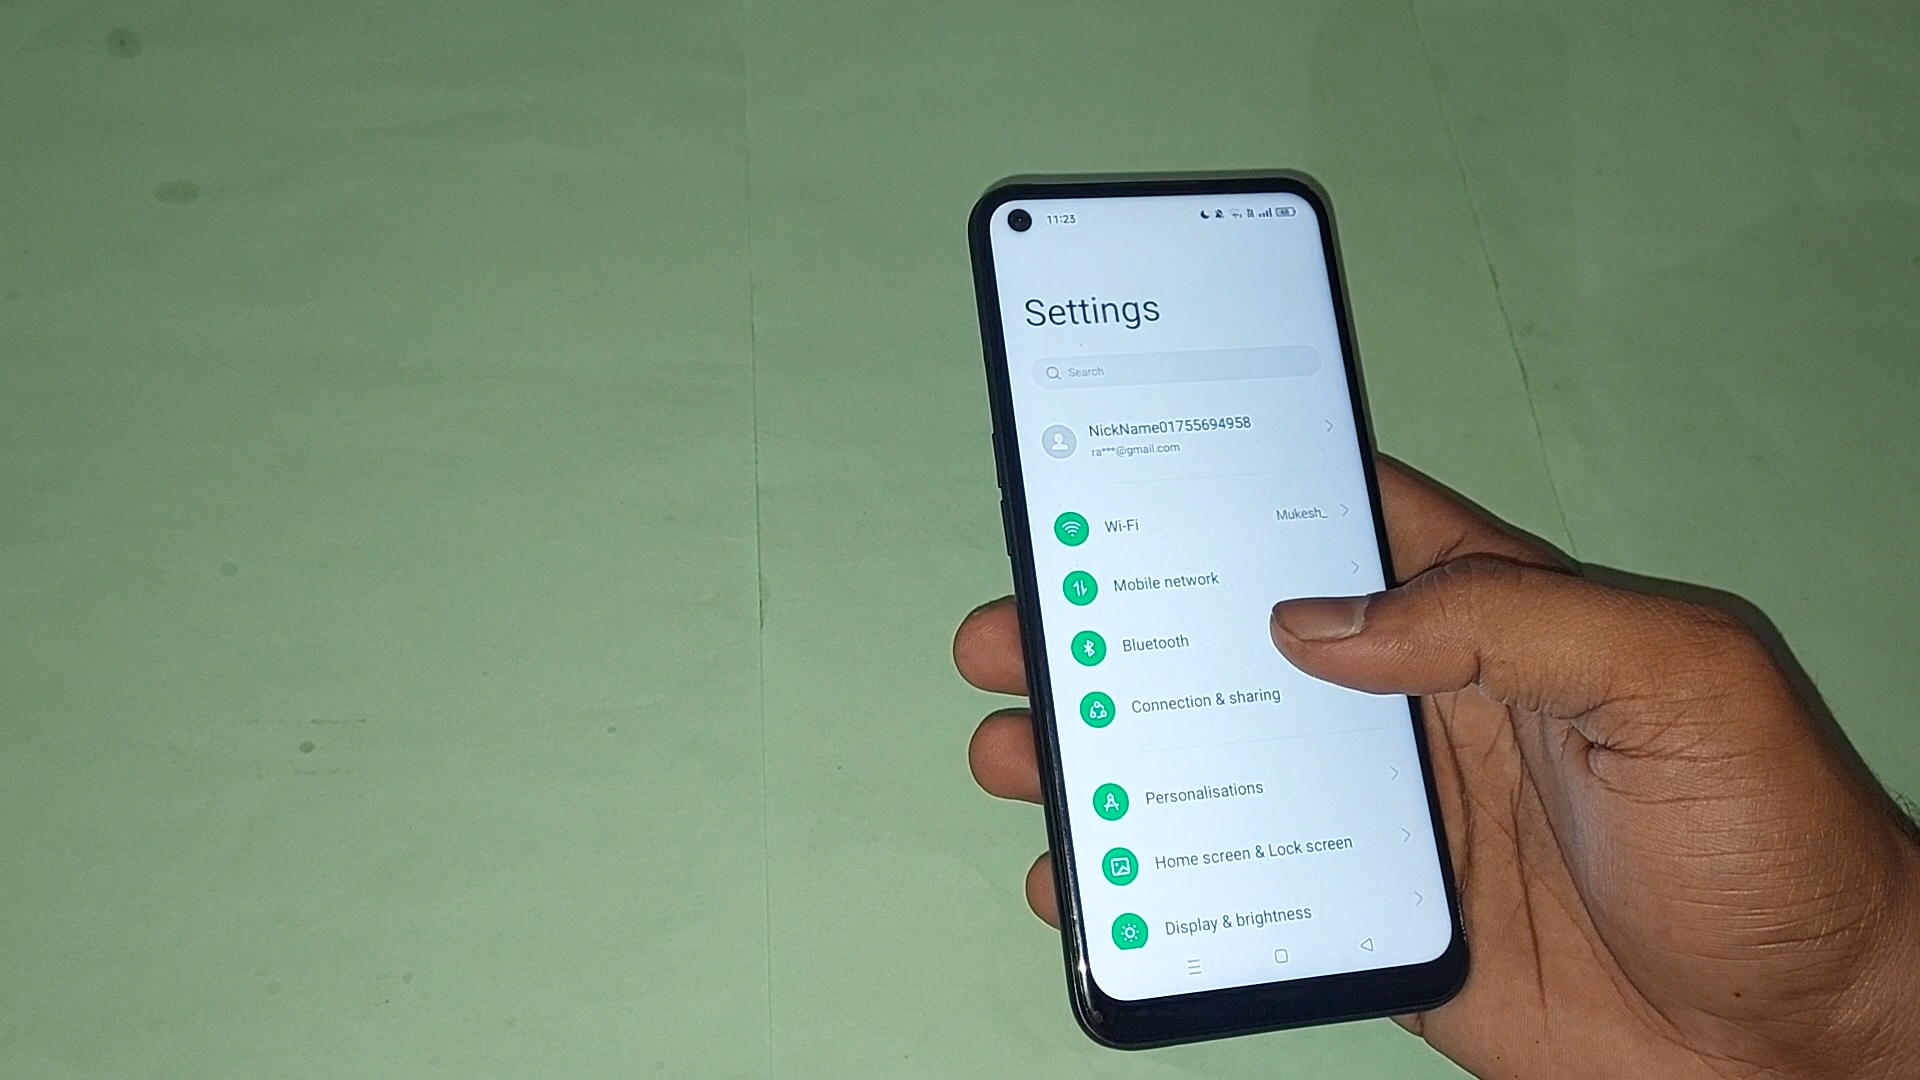 11:23
Settings
Search
NickName01755694958
ra***@gmail.com
Wi-Fi Mukesh_
Mobile network
Bluetooth
Connection & sharing
Personalisations
Home screen & Lock screen
Display & brightness